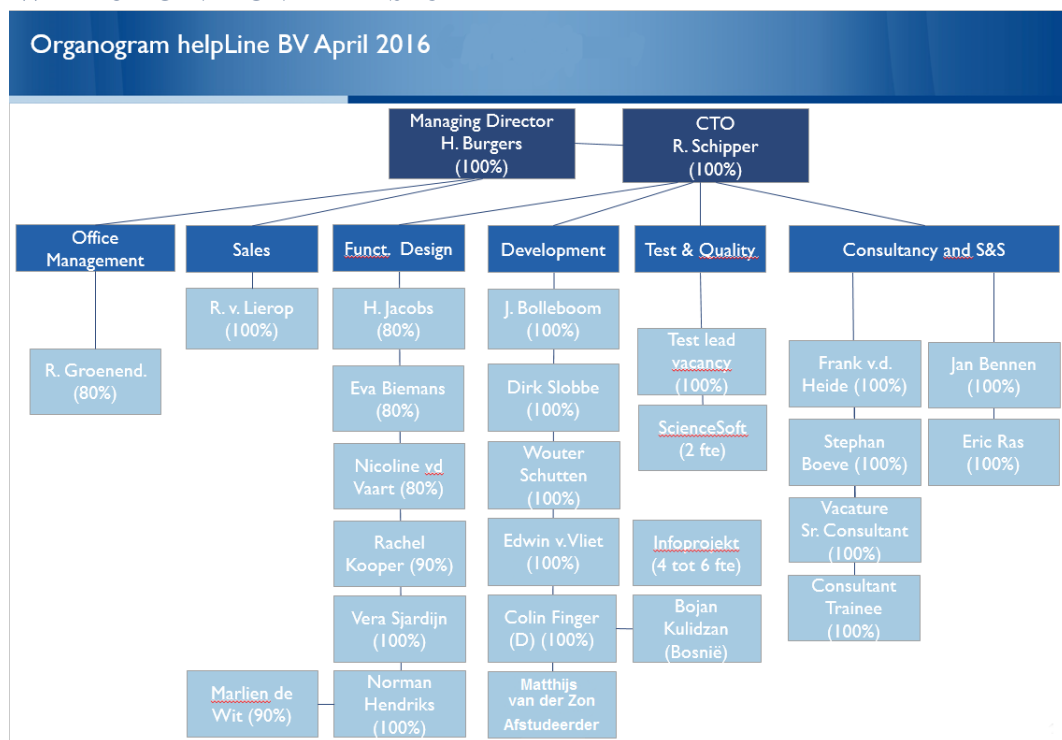 Organogram helpLine BV April 2016
Managing Director
H. Burgers
(100%)
CTO
R. Schipper
(100%)
Office
Management
Sales
Funct. Design
Development
Test & Quality
Consultancy and S&S
R. Groenend.
(80%)
R. v. Lierop
(100%)
H. Jacobs
(80%)
Eva Biemans
(80%)
Nicoline vd
Vaart (80%)
Rachel
Kooper (90%)
Vera Sjardijn
(100%)
Norman
Hendriks
(100%)
Marlien de
Wit (90%)
J. Bolleboom
(100%)
Dirk Slobbe
(100%)
Wouter
Schutten
(100%)
Edwin v. Vliet
(100%)
Colin Finger
(D) (100%)
Matthijs
van der Zon
Afstudeerder
Test lead
vacancy
(100%)
ScienceSoft
(2 fte)
Infoprojekt
(4 tot 6 fte)
Bojan
Kulidzan
(Bosnië)
Frank v.d.
Heide (100%)
Stephan
Boeve (100%)
Vacature
Sr. Consultant
(100%)
Consultant
Trainee
(100%)
Jan Bennen
(100%)
Eric Ras
(100%)